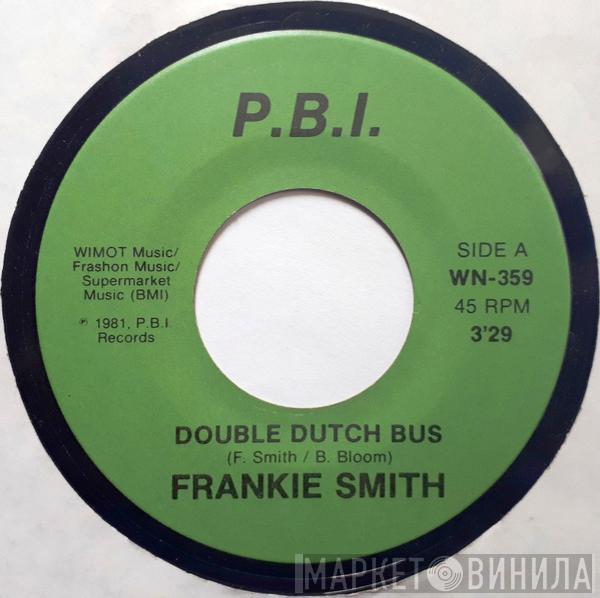 P.B.I.
WIMOT Music/
Frashon Music/
Supermarket
Music (BMI)
℗ 1981, P.B.I.
Records
SIDE A
WN-359
45 RPM
3'29
DOUBLE DUTCH BUS
(F. Smith / B. Bloom)
FRANKIE SMITH
МАРКЕТ ВИНИЛА